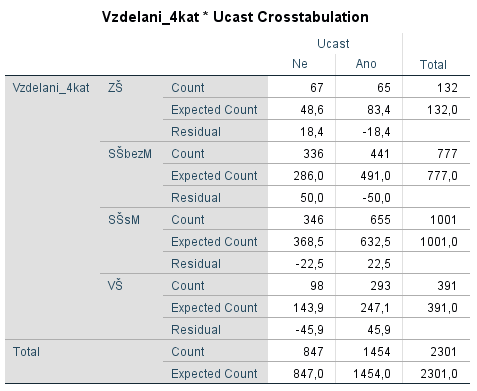 Vzdelani_4kat * Ucast Crosstabulation
Ucast
Ne Ano Total
Vzdelani_4kat ZŠ Count 67 65 132
Expected Count 48,6 83,4 132,0
Residual 18,4 -18,4
SŠbezM Count 336 441 777
Expected Count 286,0 491,0 777,0
Residual 50,0 -50,0
SŠsM Count 346 655 1001
Expected Count 368,5 632,5 1001,0
Residual -22,5 22,5
VŠ Count 98 293 391
Expected Count 143,9 247,1 391,0
Residual -45,9 45,9
Total Count 847 1454 2301
Expected Count 847,0 1454,0 2301,0